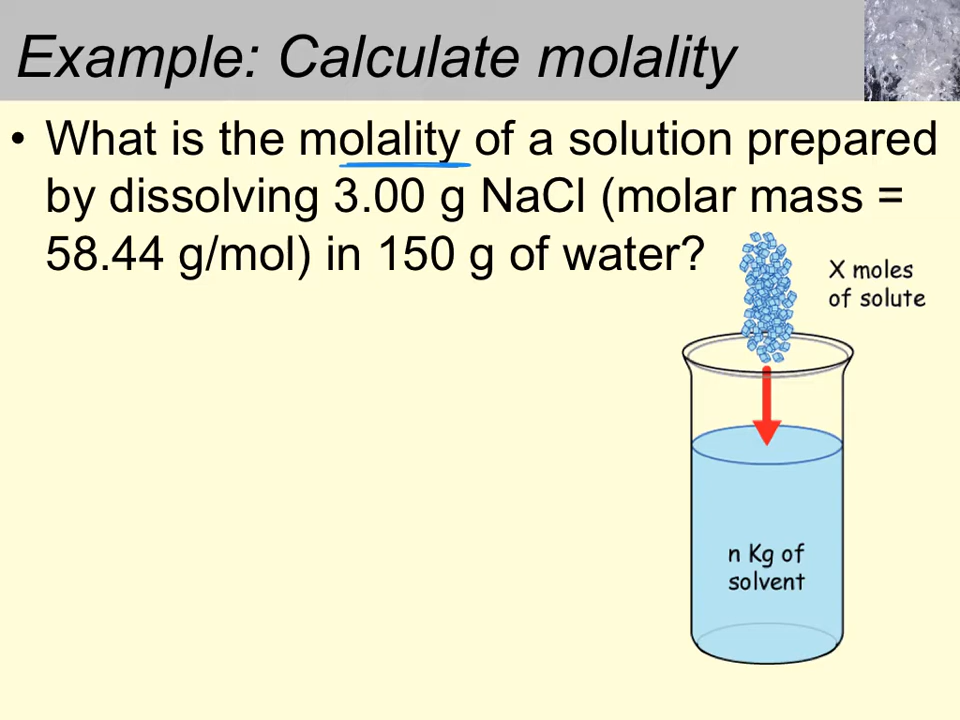 Example: Calculate molality
• What is the molality of a solution prepared
by dissolving 3.00 g NaCl (molar mass =
58.44 g/mol) in 150 g of water?
X moles
of solute
n Kg of
solvent